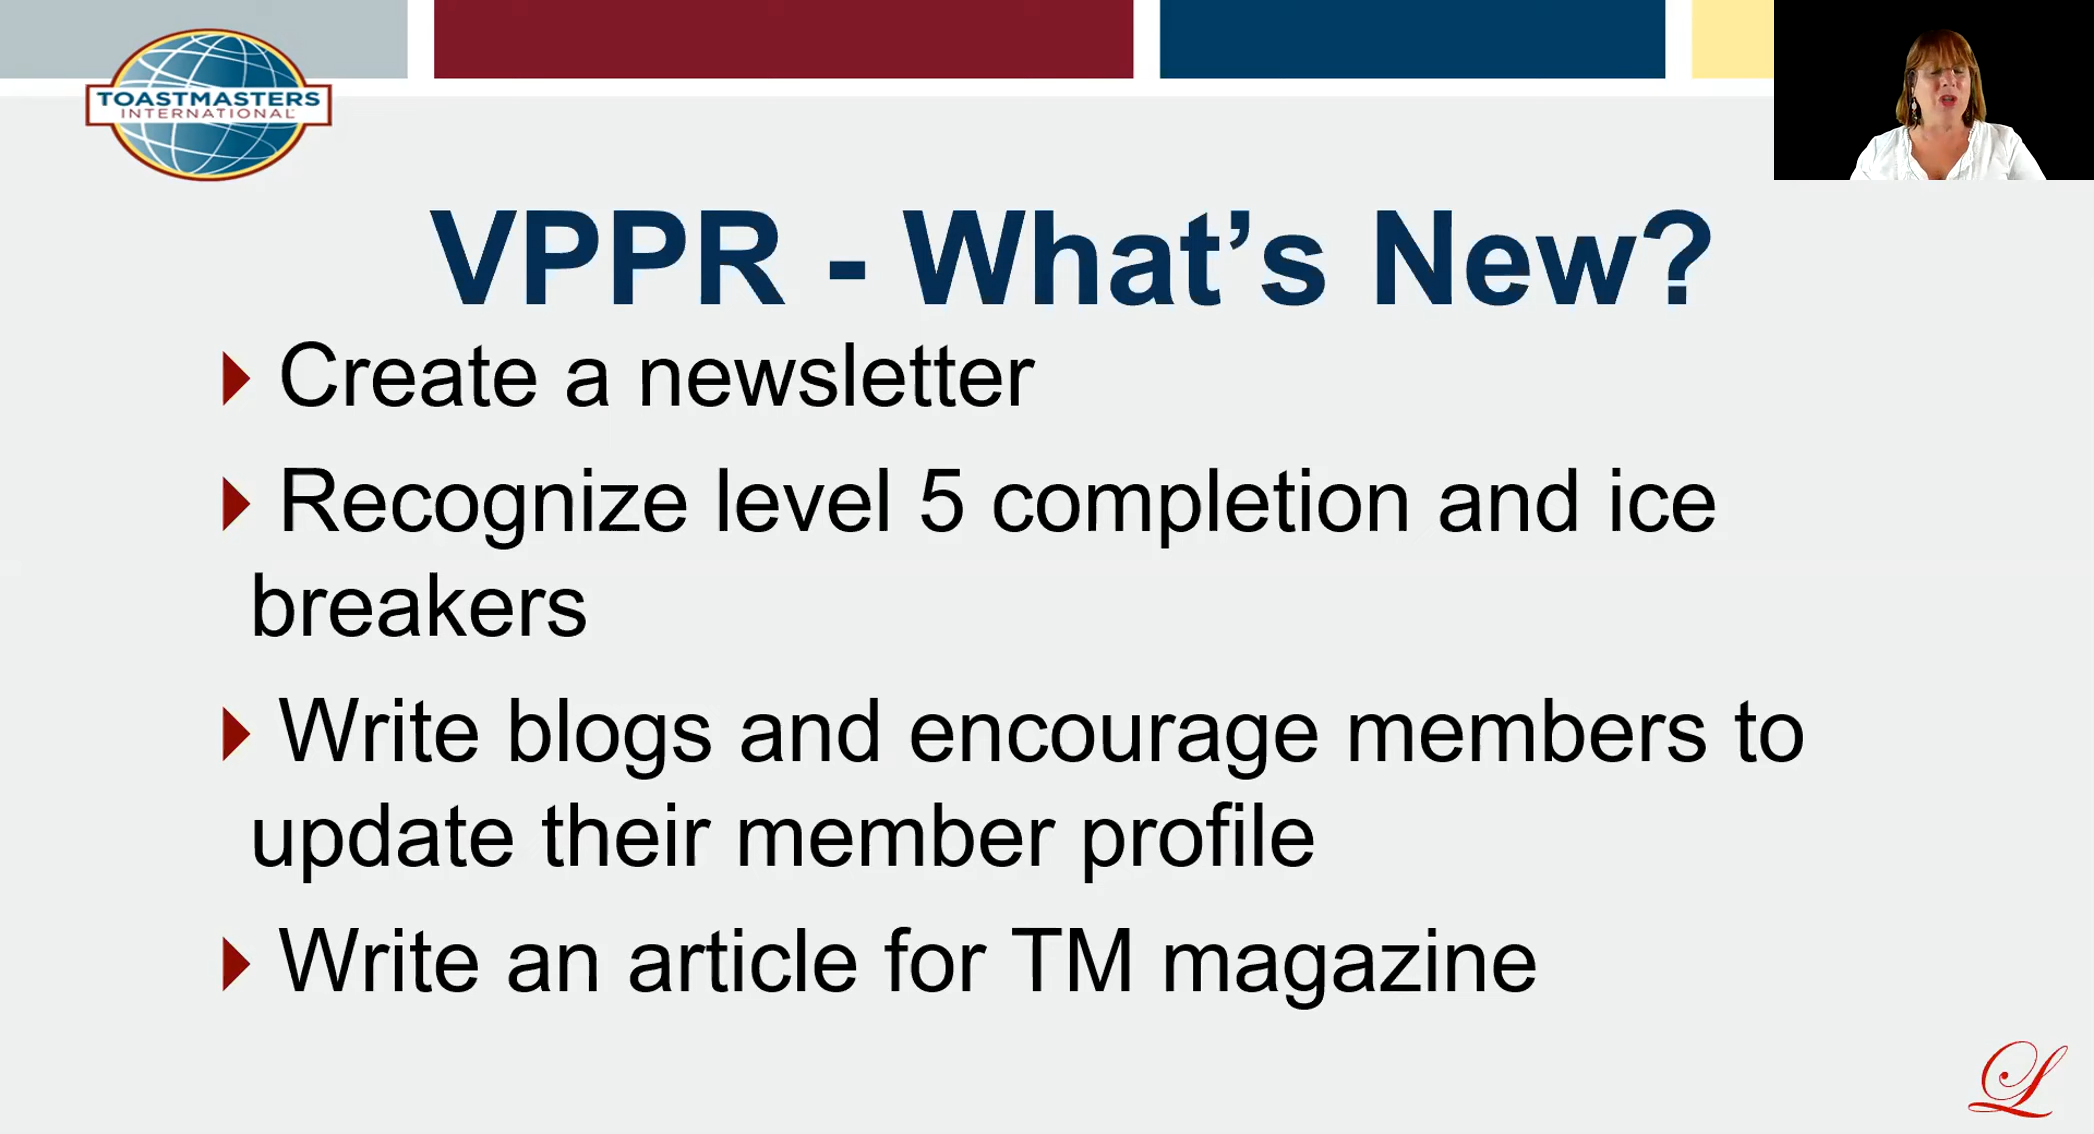 TOASTMASTERS
INTERNATIONAL
VPPR - What's New?
Create a newsletter
Recognize level 5 completion and ice
breakers
Write blogs and encourage members to
update their member profile
Write an article for TM magazine
L